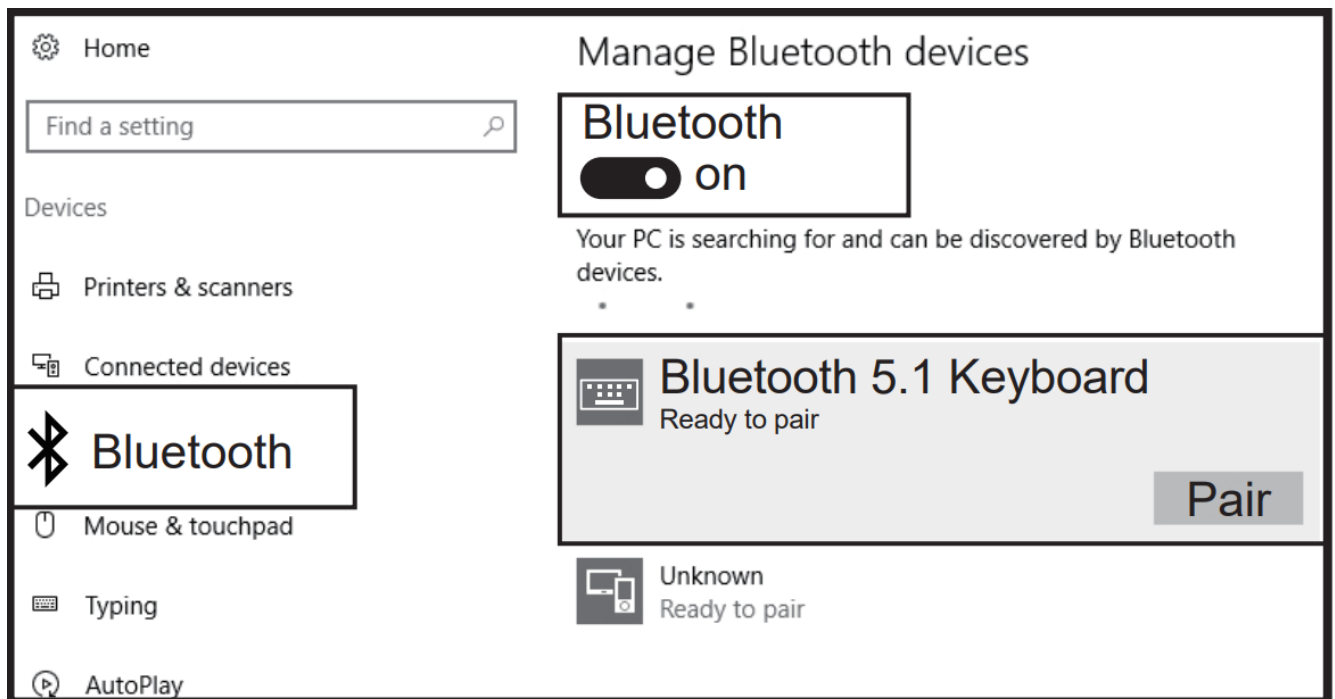 Home
Find a setting
Devices
Printers & scanners
Connected devices
Bluetooth
Mouse & touchpad
Typing
AutoPlay
Manage Bluetooth devices
Bluetooth
on
Your PC is searching for and can be discovered by Bluetooth
devices.
Bluetooth 5.1 Keyboard
Ready to pair
Pair
Unknown
Ready to pair